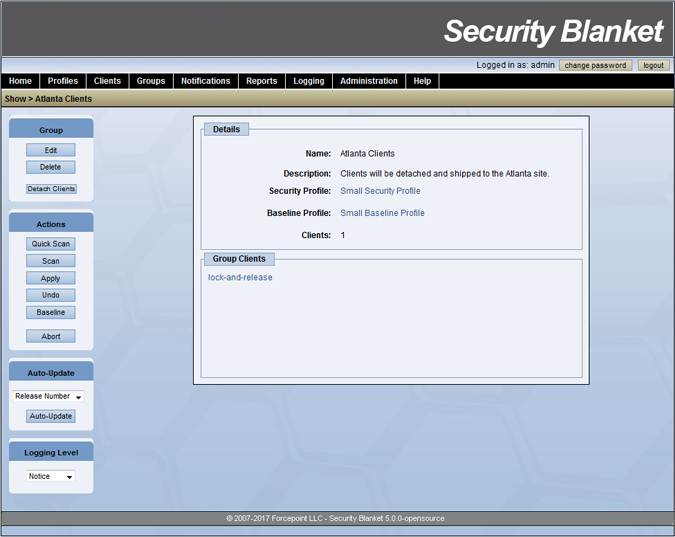 Security Blanket
Logged in as: admin change password logout
Home Profiles Clients Groups Notifications Reports Logging Administration Help
Show > Atlanta Clients
Group
Edit
Delete
Detach Clients
Actions
Quick Scan
Scan
Apply
Undo
Baseline
Abort
Auto-Update
Release Number
Auto-Update
Logging Level
Notice
Details
Name: Atlanta Clients
Description: Clients will be detached and shipped to the Atlanta site.
Security Profile: Small Security Profile
Baseline Profile: Small Baseline Profile
Clients: 1
Group Clients
lock-and-release
© 2007-2017 Forcepoint LLC - Security Blanket 5.0.0-opensource